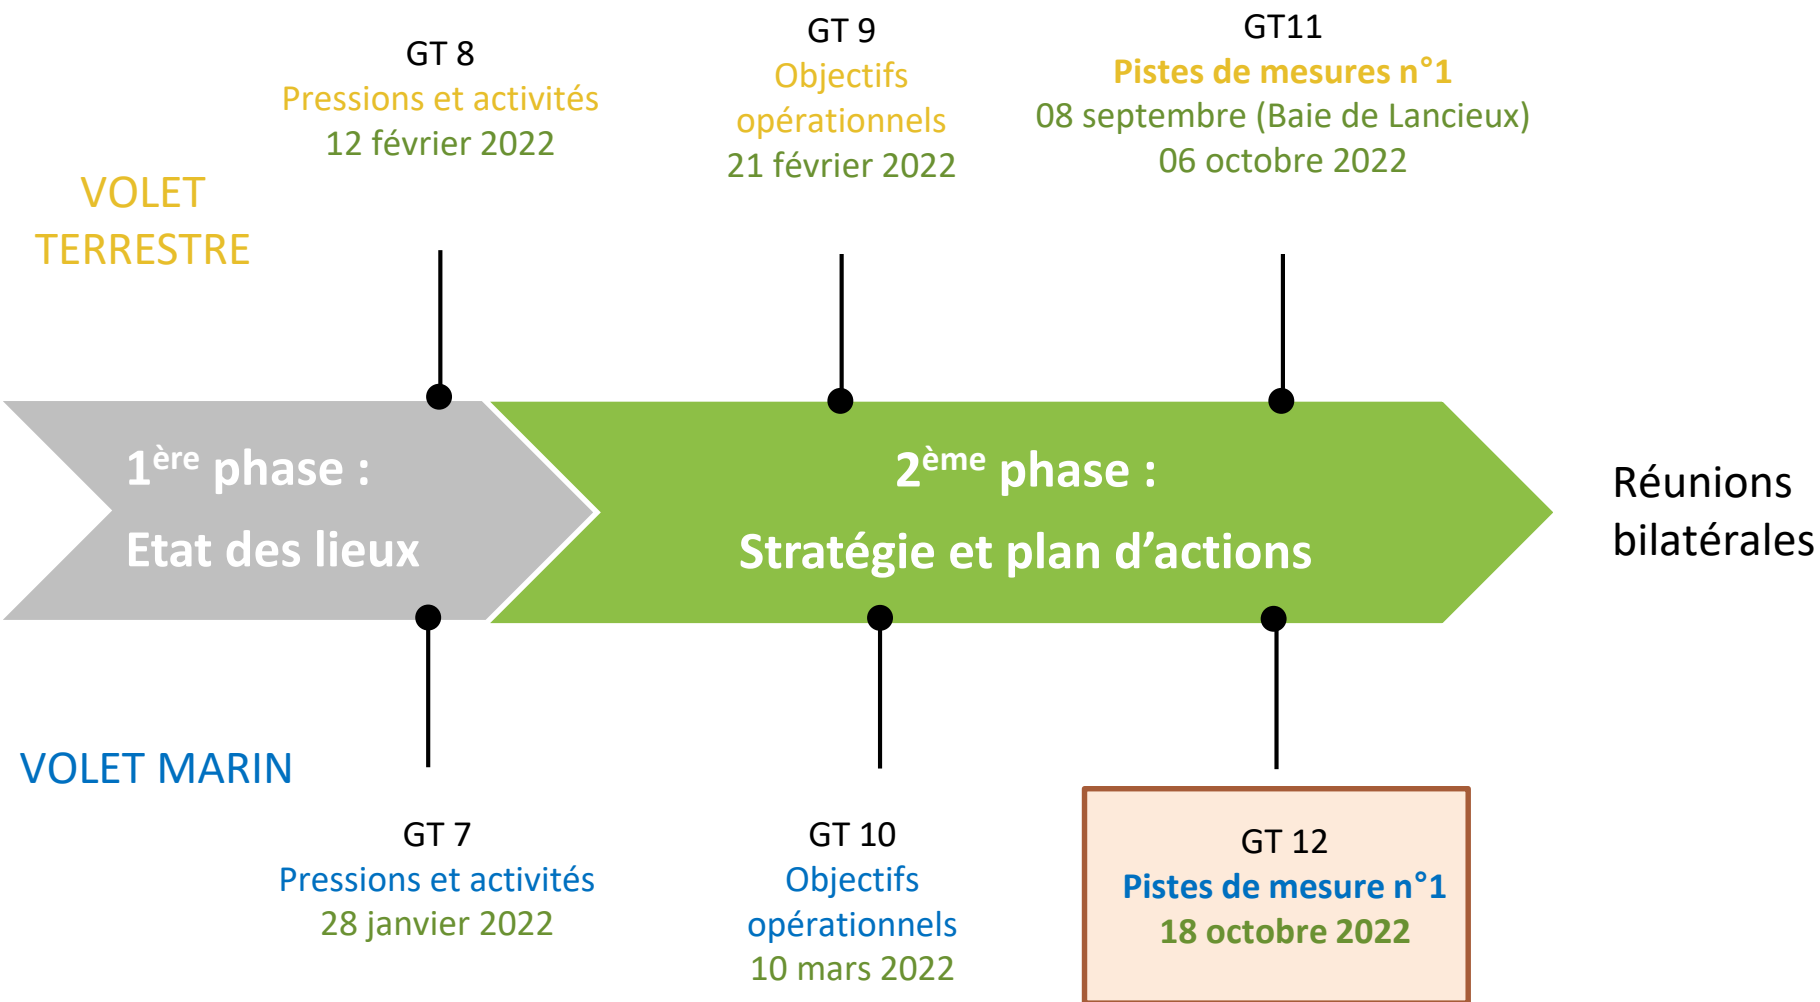 GT 8
Pressions et activités
12 février 2022
GT 9
Objectifs
opérationnels
21 février 2022
GT11
Pistes de mesures n°1
08 septembre (Baie de Lancieux)
06 octobre 2022
VOLET
TERRESTRE
1ère phase :
Etat des lieux
2ème phase :
Stratégie et plan d’actions
Réunions
bilatérales
VOLET MARIN
GT 7
Pressions et activités
28 janvier 2022
GT 10
Objectifs
opérationnels
10 mars 2022
GT 12
Pistes de mesure n°1
18 octobre 2022